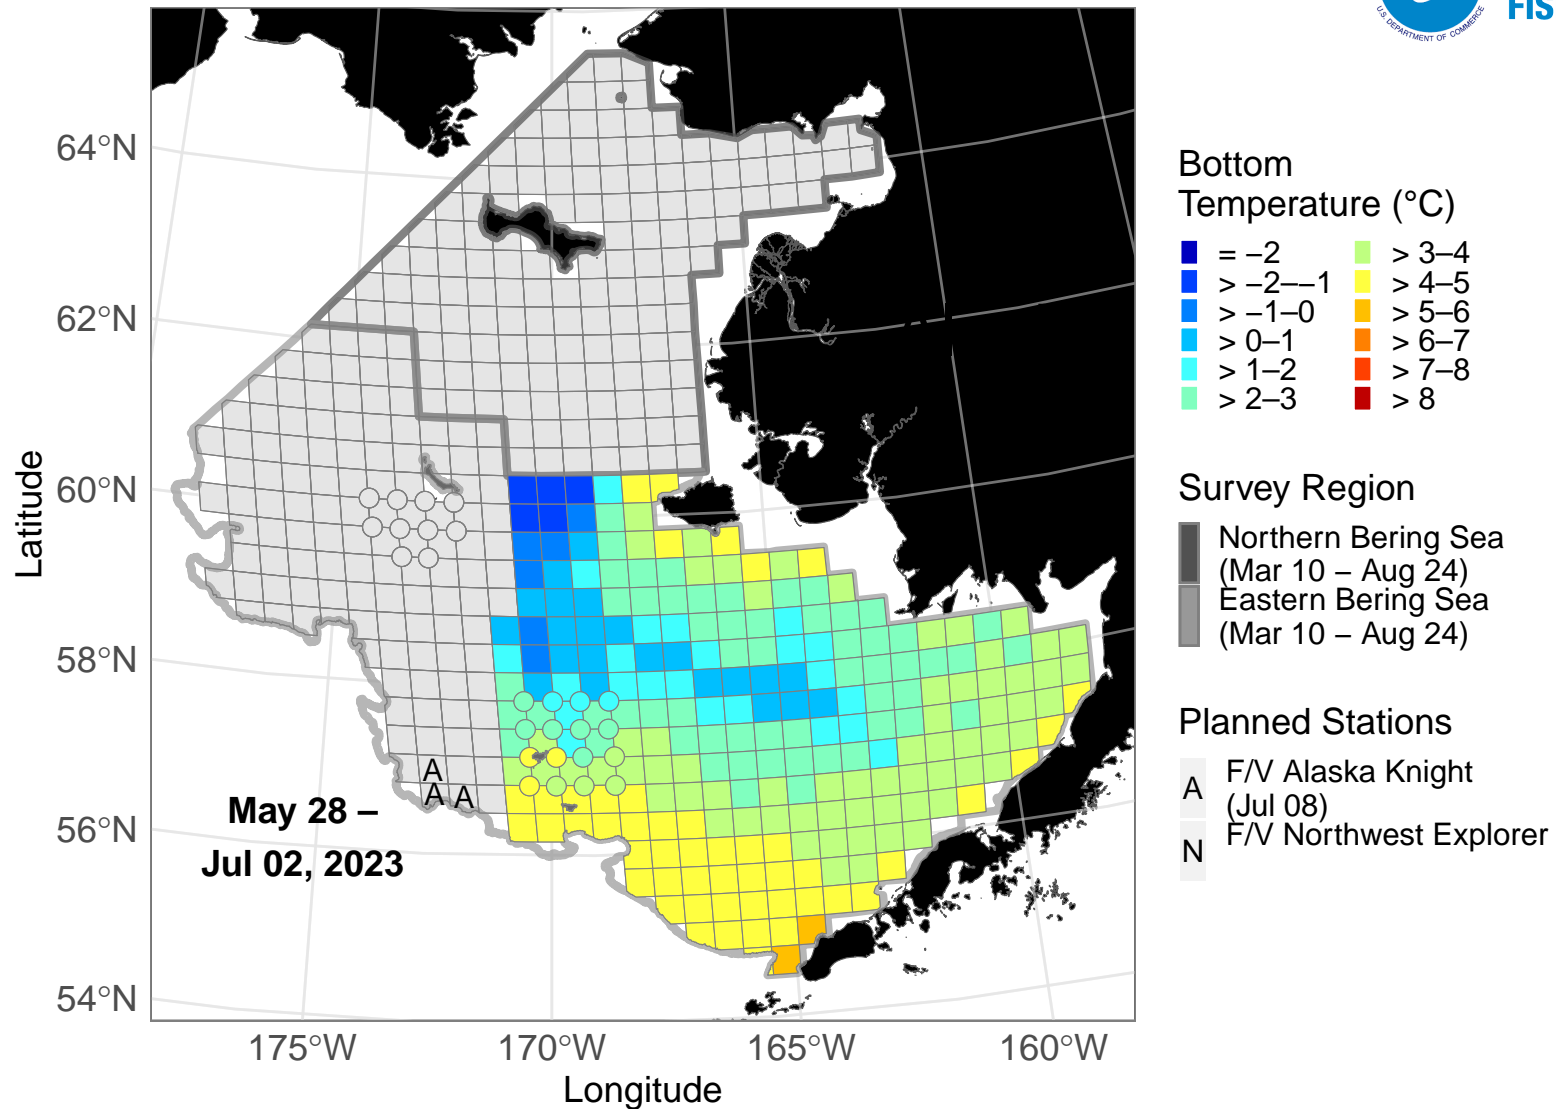 U.S. DEPARTMENT OF COMMERCE
FIS
64°N
62°N
60°N
58°N
56°N
54°N
Latitude
175°W
170°W
165°W
160°W
Longitude
A
A
A
May 28 –
Jul 02, 2023
Bottom
Temperature (°C)
= −2
> −2–−1
> −1–0
> 0–1
> 1–2
> 2–3
> 3–4
> 4–5
> 5–6
> 6–7
> 7–8
> 8
Survey Region
Northern Bering Sea
(Mar 10 – Aug 24)
Eastern Bering Sea
(Mar 10 – Aug 24)
Planned Stations
A F/V Alaska Knight
(Jul 08)
N F/V Northwest Explorer